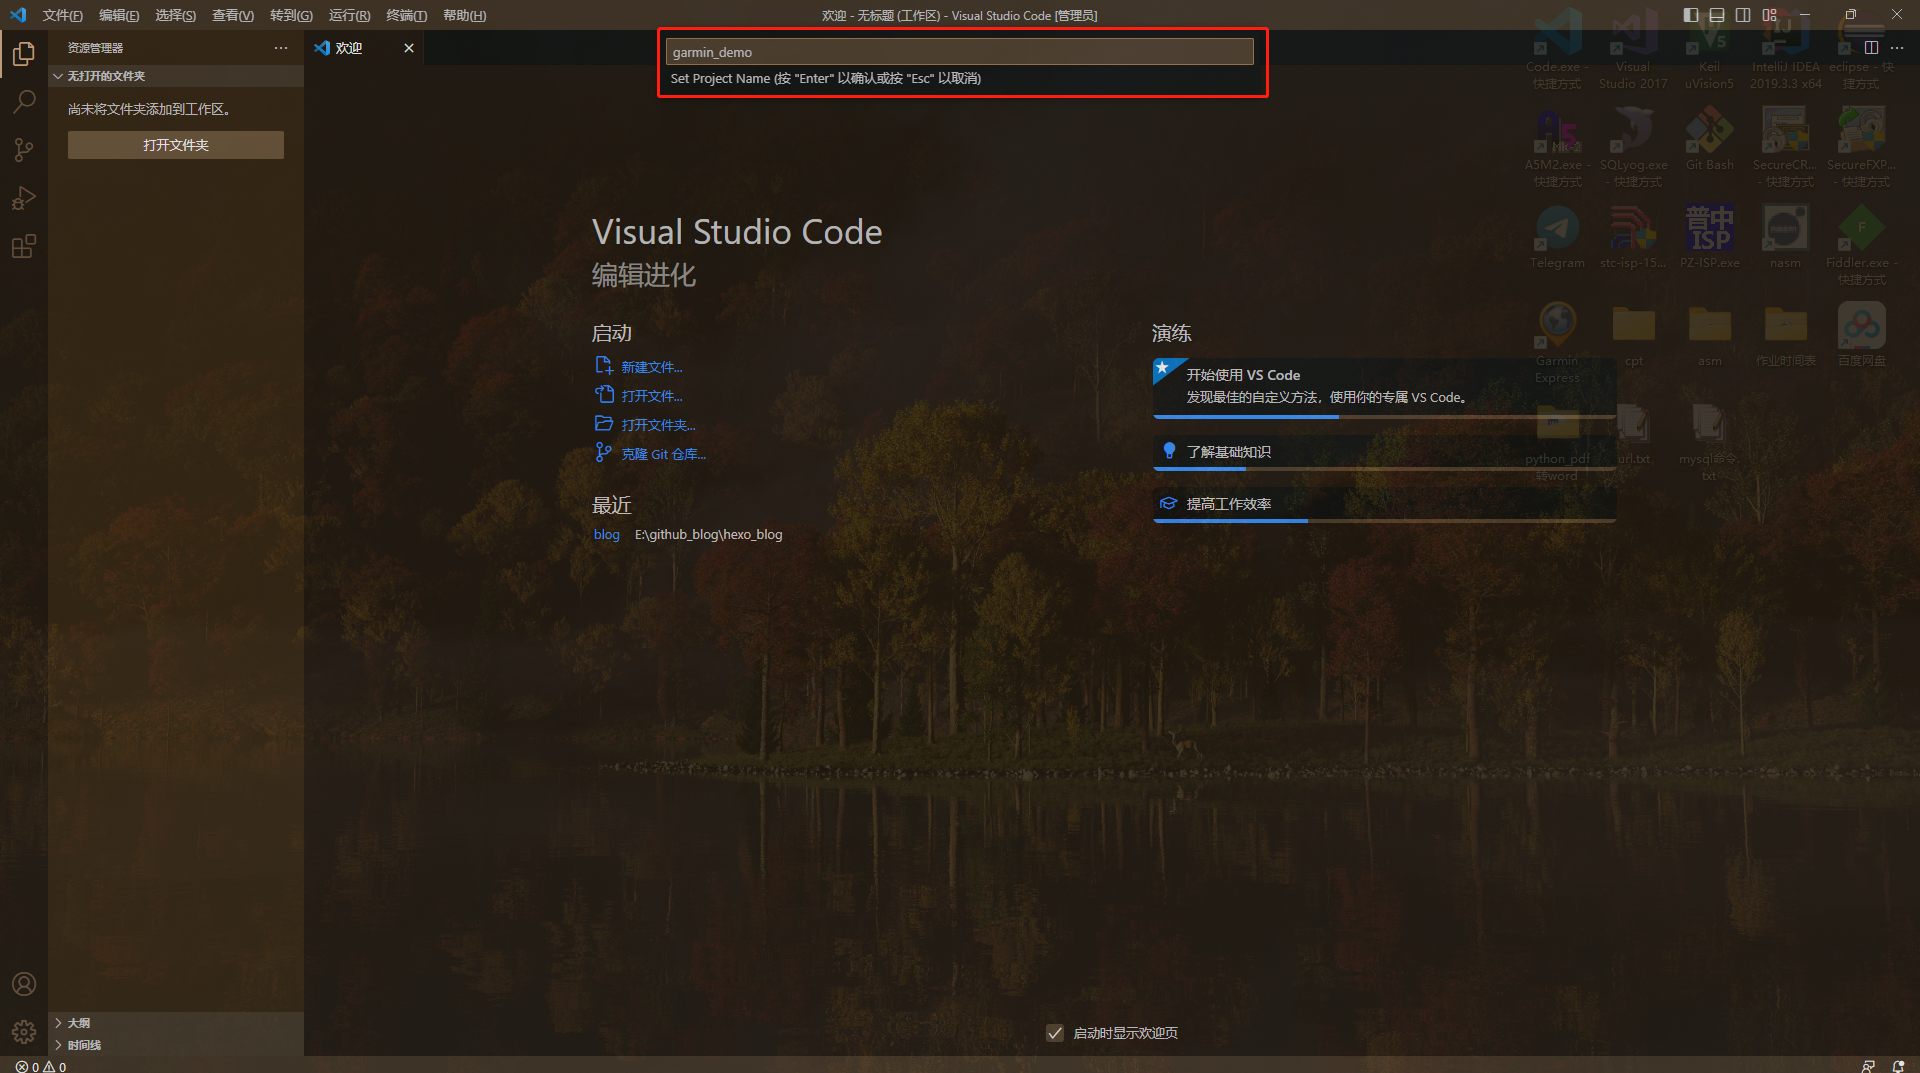 文件(F) 编辑(E) 选择(S) 查看(V) 转到(G) 运行(R) 终端(T) 帮助(H)
欢迎 - 无标题 (工作区) - Visual Studio Code [管理员]
资源管理器
欢迎
garmin_demo
Set Project Name (按 "Enter" 以确认或按 "Esc" 以取消)
无打开的文件夹
尚未将文件夹添加到工作区。
打开文件夹
Code.exe - 快捷方式
Visual Studio 2017
Keil uVision5
IntelliJ IDEA 2019.3.3 x64
eclipse - 快捷方式
A5M2.exe - 快捷方式
SQLyog.exe - 快捷方式
Git Bash
SecureCR... - 快捷方式
SecureFXP... - 快捷方式
普中 ISP
Telegram
stc-isp-15...
PZ-ISP.exe
nasm
Fiddler.exe - 快捷方式
Visual Studio Code
编辑进化
启动
新建文件...
打开文件...
打开文件夹...
克隆 Git 仓库...
最近
blog E:\github_blog\hexo_blog
演练
开始使用 VS Code
发现最佳的自定义方法，使用你的专属 VS Code。
了解基础知识
提高工作效率
Garmin Express
cpt
asm
作业时间表
百度网盘
python_pdf转word
url.txt
mysql命令.txt
启动时显示欢迎页
大纲
时间线
0 0